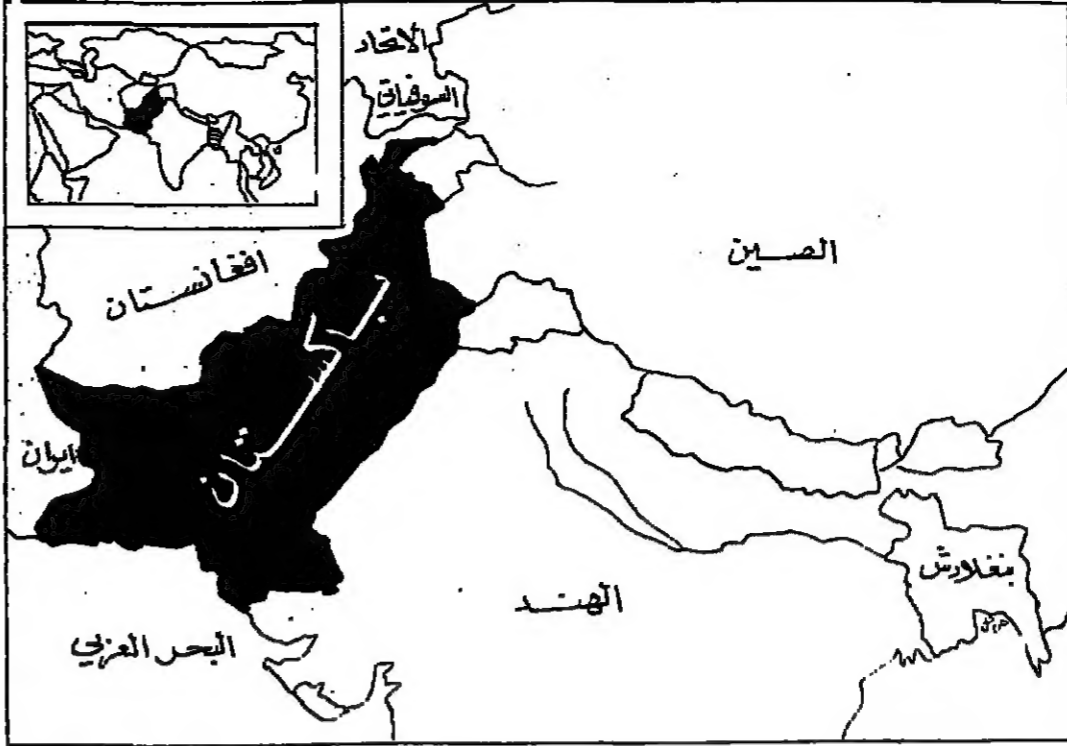 الاتحاد
السوفياتي
الصين
افغانستان
باكستان
ايران
بنغلادش
الهند
البحر العربي